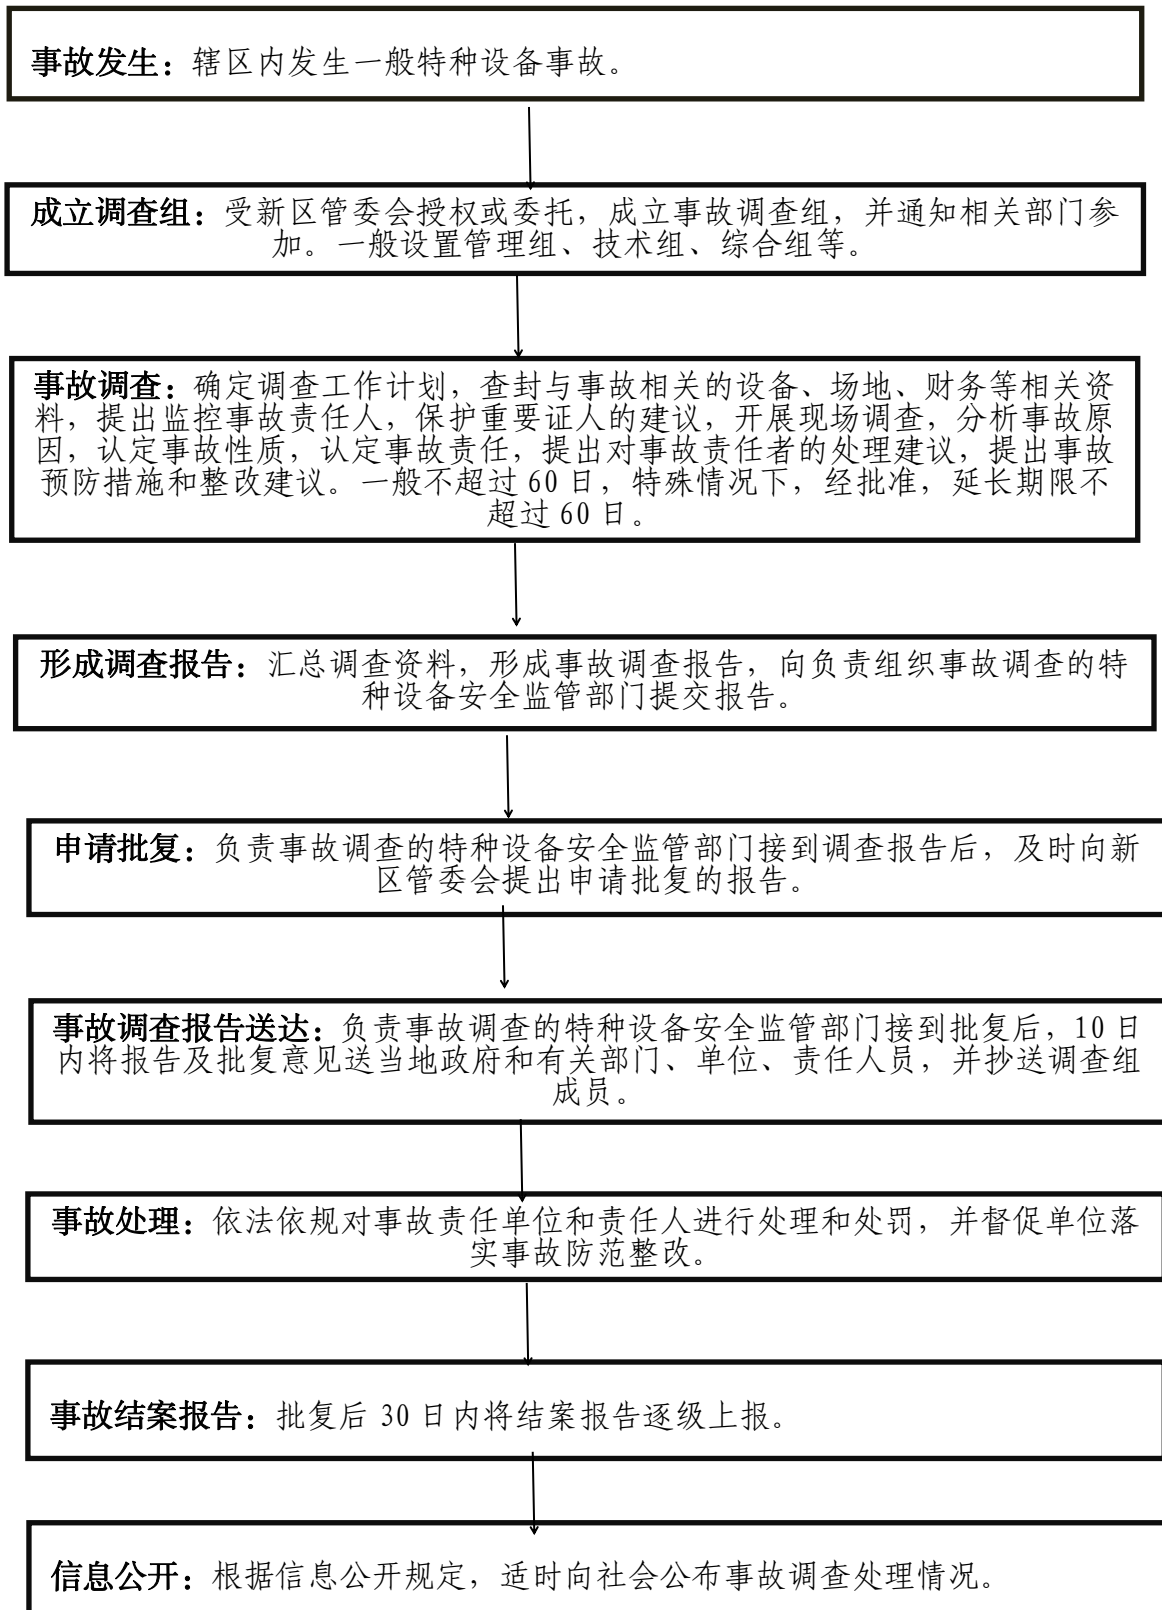 事故发生：辖区内发生一般特种设备事故。
成立调查组：受新区管委会授权或委托，成立事故调查组，并通知相关部门参
加。一般设置管理组、技术组、综合组等。
事故调查：确定调查工作计划，查封与事故相关的设备、场地、财务等相关资
料，提出监控事故责任人，保护重要证人的建议，开展现场调查，分析事故原
因，认定事故性质，认定事故责任，提出对事故责任者的处理建议，提出事故
预防措施和整改建议。一般不超过 60 日，特殊情况下，经批准，延长期限不
超过 60 日。
形成调查报告：汇总调查资料，形成事故调查报告，向负责组织事故调查的特
种设备安全监管部门提交报告。
申请批复：负责事故调查的特种设备安全监管部门接到调查报告后，及时向新
区管委会提出申请批复的报告。
事故调查报告送达：负责事故调查的特种设备安全监管部门接到批复后，10 日
内将报告及批复意见送当地政府和有关部门、单位、责任人员，并抄送调查组
成员。
事故处理：依法依规对事故责任单位和责任人进行处理和处罚，并督促单位落
实事故防范整改。
事故结案报告：批复后 30 日内将结案报告逐级上报。
信息公开：根据信息公开规定，适时向社会公布事故调查处理情况。